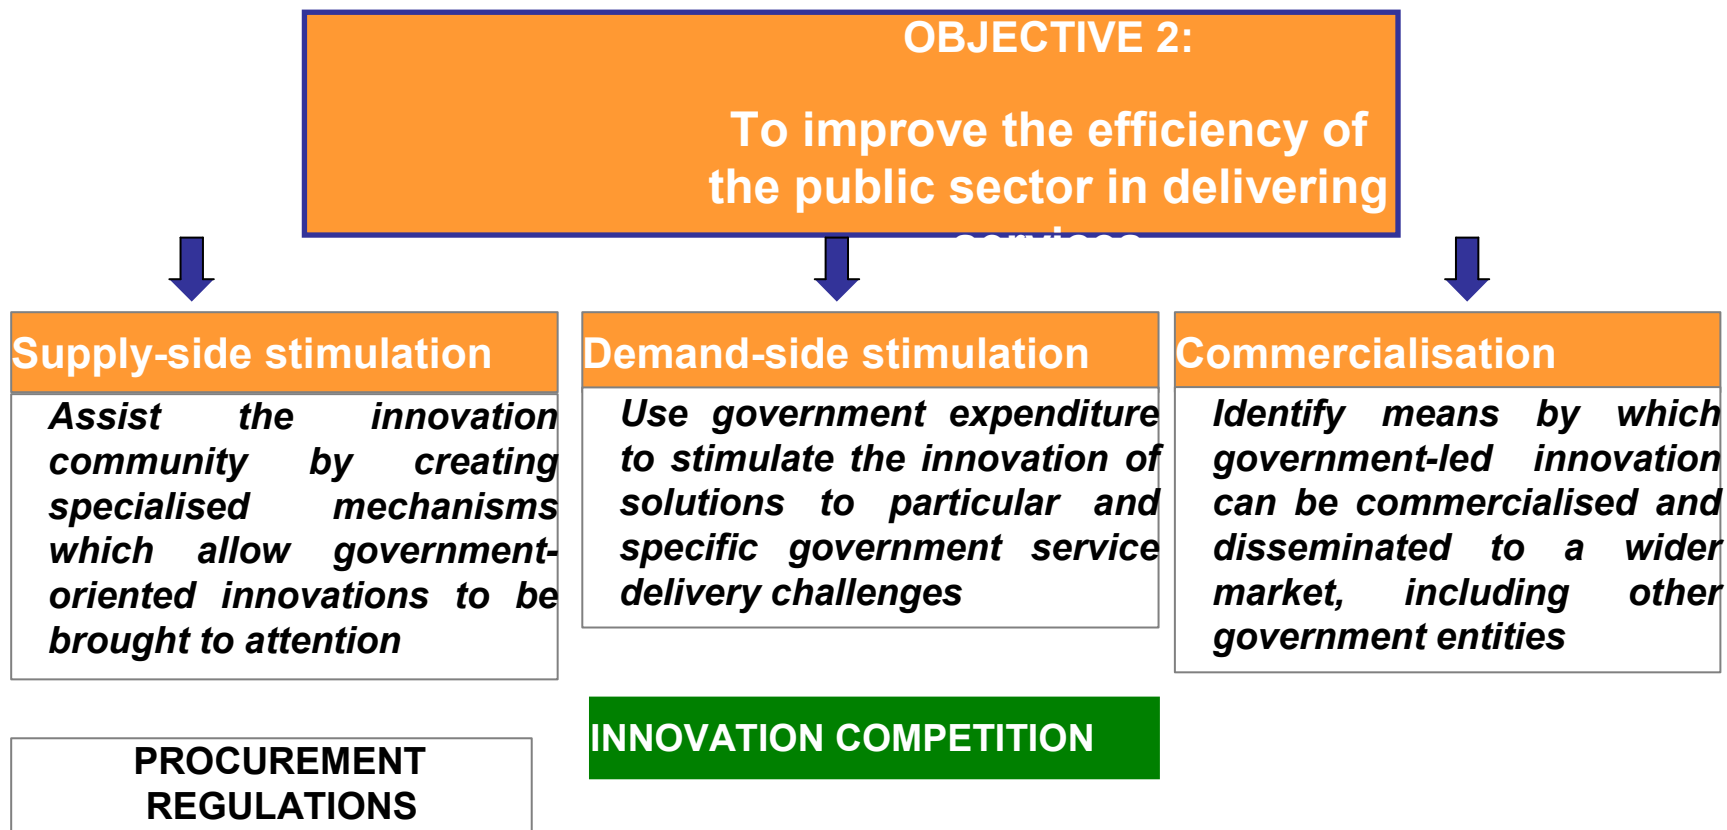 OBJECTIVE 2:
To improve the efficiency of
the public sector in delivering
services
Supply-side stimulation
Assist the innovation
community by creating
specialised mechanisms
which allow government-
oriented innovations to be
brought to attention
Demand-side stimulation
Use government expenditure
to stimulate the innovation of
solutions to particular and
specific government service
delivery challenges
Commercialisation
Identify means by which
government-led innovation
can be commercialised and
disseminated to a wider
market, including other
government entities
INNOVATION COMPETITION
PROCUREMENT
REGULATIONS